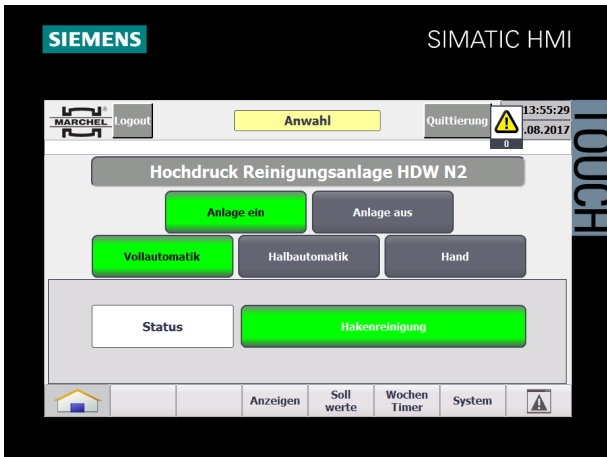 SIEMENS
SIMATIC HMI
TOUCH
MARCHEL
Logout
Anwahl
Quittierung
0
13:55:29
.08.2017
Hochdruck Reinigungsanlage HDW N2
Anlage ein
Anlage aus
Vollautomatik
Halbautomatik
Hand
Status
Hakenreinigung
Anzeigen
Soll
werte
Wochen
Timer
System